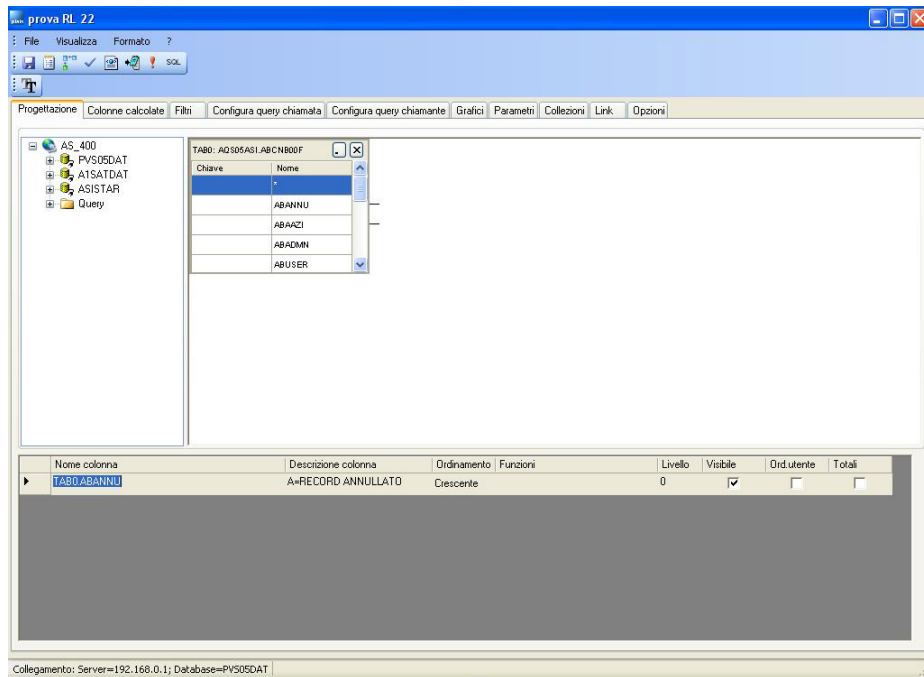 prova RL 22
File Visualizza Formato ?
SQL
Progettazione Colonne calcolate Filtri Configura query chiamata Configura query chiamante Grafici Parametri Collezioni Link Opzioni
AS_400
PVS05DAT
A1SATDAT
ASISTAR
Query
TAB0: AQS05ASI.ABCNB00F
Chiave Nome
*
ABANNU
ABAAZI
ABADMN
ABUSER
Nome colonna Descrizione colonna Ordinamento Funzioni Livello Visibile Ord.utente Totali
TAB0.ABANNU A=RECORD ANNULLATO Crescente 0
Collegamento: Server=192.168.0.1; Database=PVS05DAT